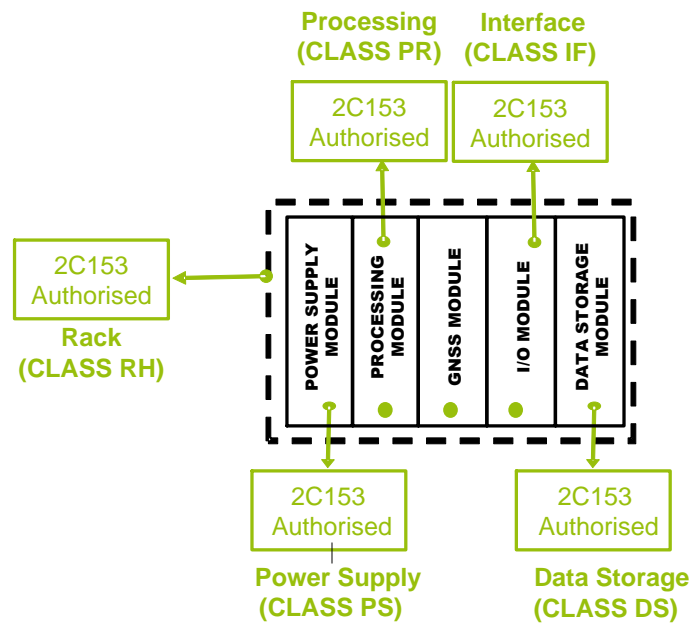 Processing
(CLASS PR)
Interface
(CLASS IF)
2C153
Authorised
2C153
Authorised
2C153
Authorised
Rack
(CLASS RH)
POWER SUPPLY
MODULE
PROCESSING
MODULE
GNSS MODULE
I/O MODULE
DATA STORAGE
MODULE
2C153
Authorised
Power Supply
(CLASS PS)
2C153
Authorised
Data Storage
(CLASS DS)